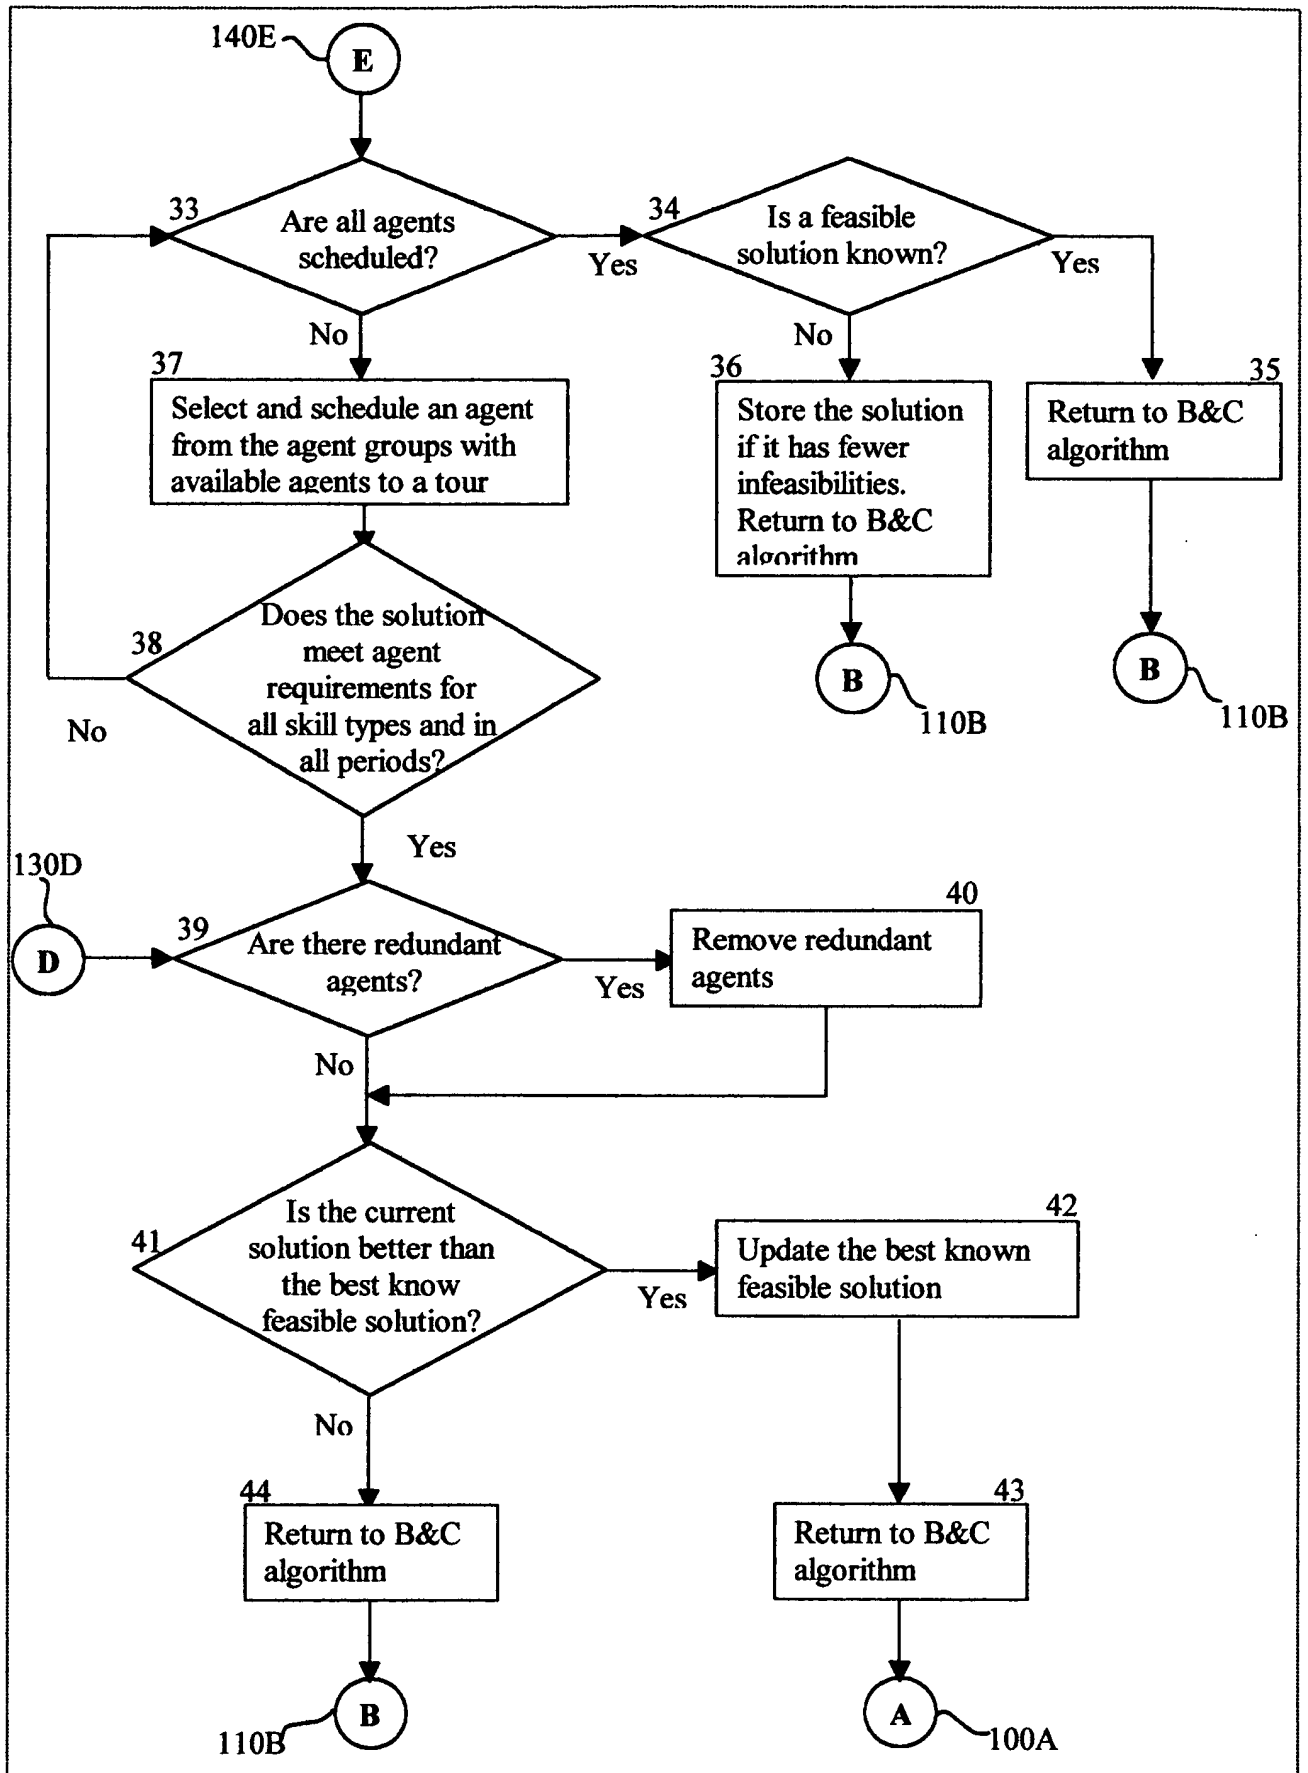 140E
E
33
Are all agents
scheduled?
Yes
34
Is a feasible
solution known?
Yes
No
No
37
Select and schedule an agent
from the agent groups with
available agents to a tour
36
Store the solution
if it has fewer
infeasibilities.
Return to B&C
algorithm
35
Return to B&C
algorithm
38
Does the solution
meet agent
requirements for
all skill types and in
all periods?
No
B
110B
B
110B
Yes
130D
D
39
Are there redundant
agents?
Yes
40
Remove redundant
agents
No
41
Is the current
solution better than
the best know
feasible solution?
Yes
42
Update the best known
feasible solution
No
44
Return to B&C
algorithm
43
Return to B&C
algorithm
110B
B
A
100A